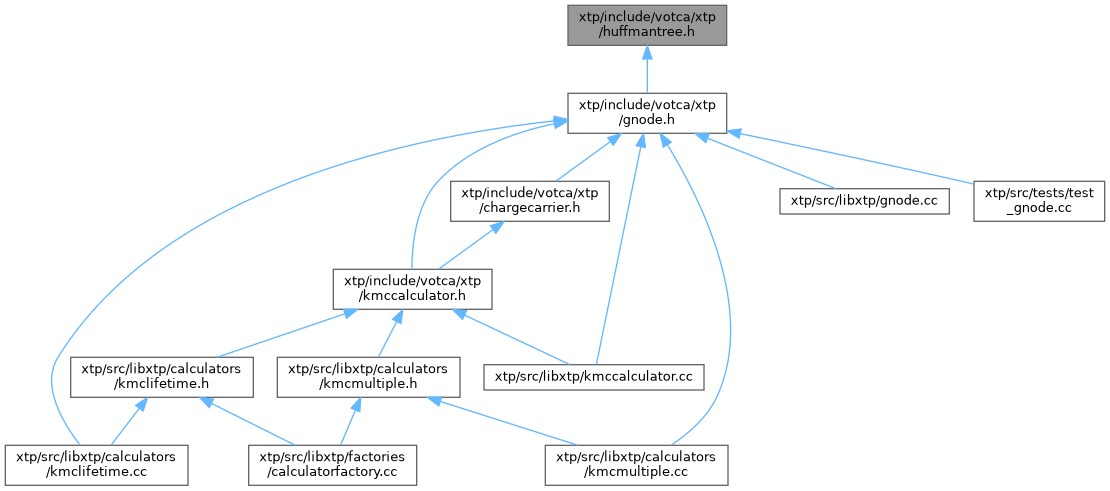 xtp/include/votca/xtp
/huffmantree.h
xtp/include/votca/xtp
/gnode.h
xtp/include/votca/xtp
/chargecarrier.h
xtp/src/libxtp/gnode.cc
xtp/src/tests/test
_gnode.cc
xtp/include/votca/xtp
/kmccalculator.h
xtp/src/libxtp/calculators
/kmclifetime.h
xtp/src/libxtp/calculators
/kmcmultiple.h
xtp/src/libxtp/kmccalculator.cc
xtp/src/libxtp/calculators
/kmclifetime.cc
xtp/src/libxtp/factories
/calculatorfactory.cc
xtp/src/libxtp/calculators
/kmcmultiple.cc